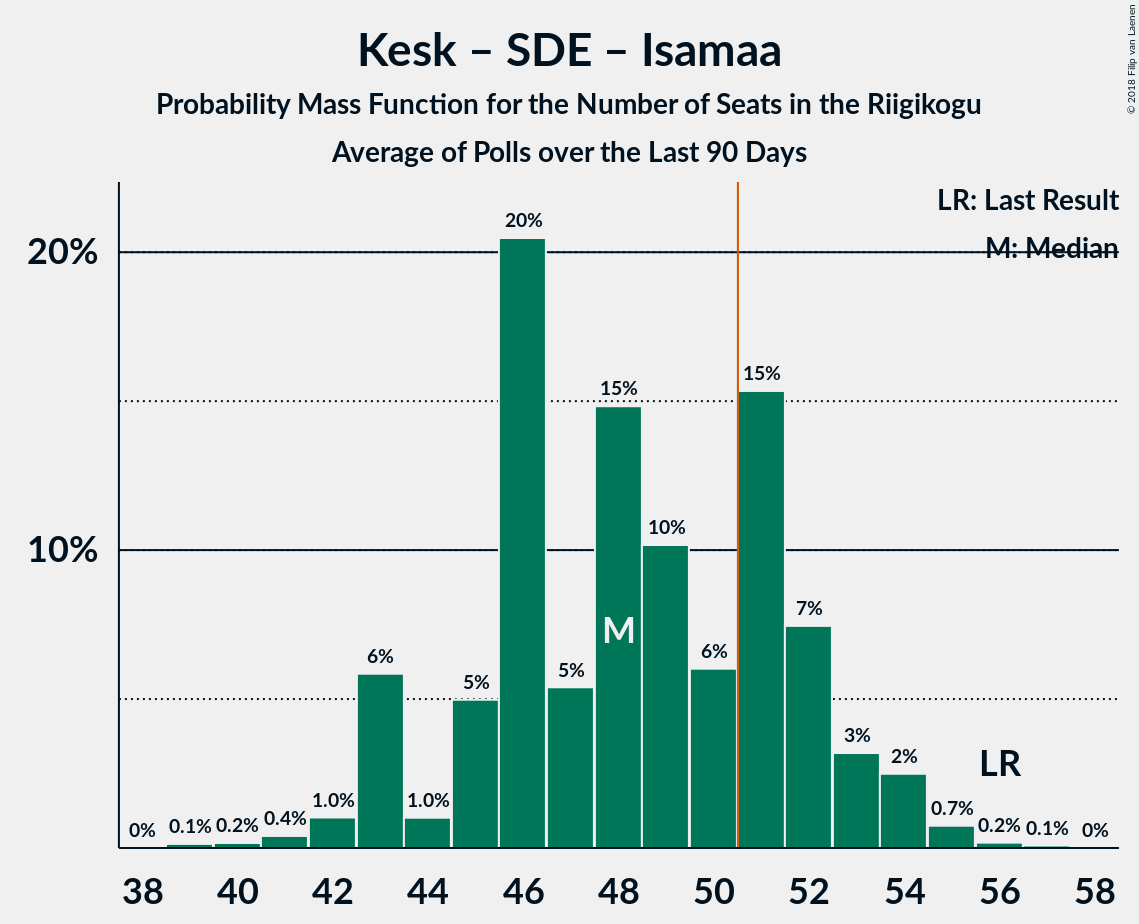 Kesk – SDE – Isamaa
Probability Mass Function for the Number of Seats in the Riigikogu
Average of Polls over the Last 90 Days
© 2018 Filip van Laenen
LR: Last Result
M: Median
20%
10%
0%
0.1%
0.2%
0.4%
1.0%
6%
1.0%
5%
20%
5%
15%
10%
6%
15%
7%
3%
2%
0.7%
0.2%
0.1%
0%
M
LR
38 40 42 44 46 48 50 52 54 56 58